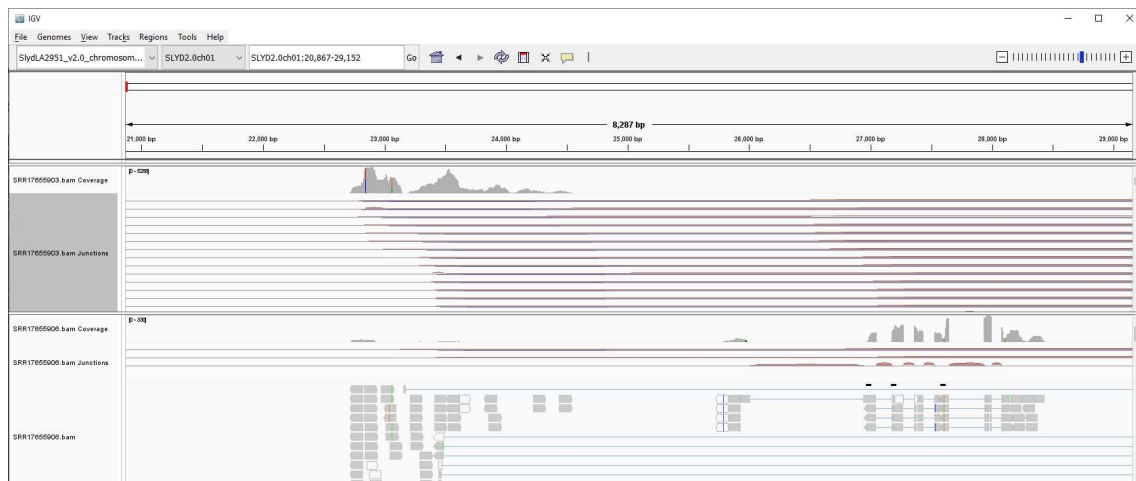 IGV
File Genomes View Tracks Regions Tools Help
SlydLA2951_v2.0_chromosom... SLYD2.0ch01 SLYD2.0ch01:20,867-29,152 Go
8,287 bp
21,000 bp 22,000 bp 23,000 bp 24,000 bp 25,000 bp 26,000 bp 27,000 bp 28,000 bp 29,000 bp
SRR17655903.bam Coverage
SRR17655903.bam Junctions
[0 - 330]
SRR17655906.bam Coverage
SRR17655906.bam Junctions
SRR17655906.bam